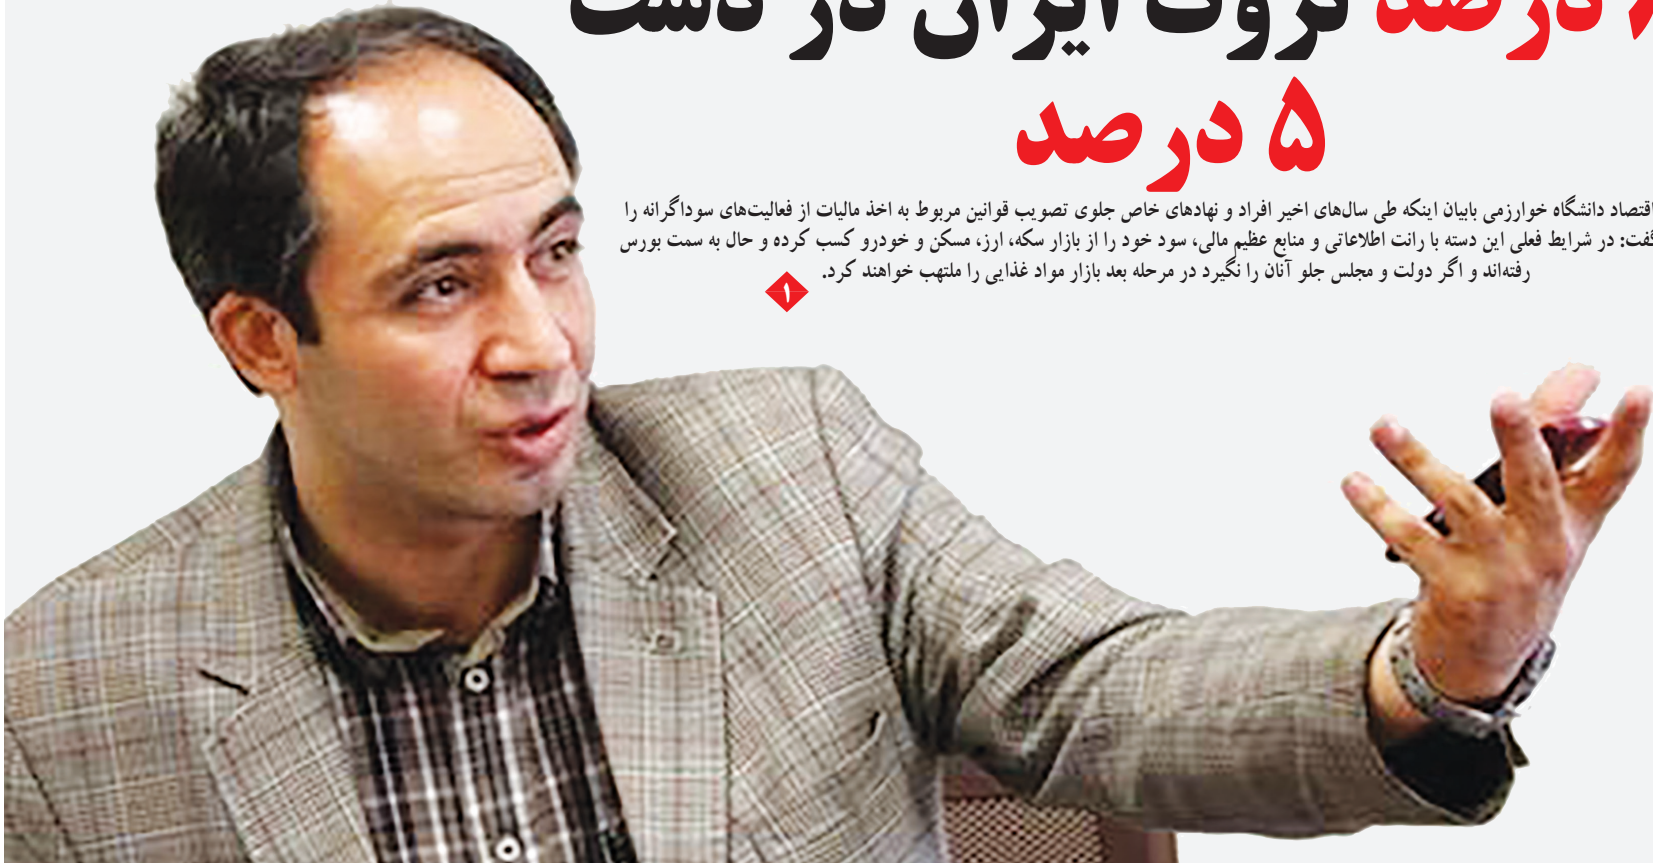 درصد ثروت ایران در دست
۵ درصد
اقتصاد دانشگاه خوارزمی بابیان اینکه طی سال‌های اخیر افراد و نهادهای خاص جلوی تصویب قوانین مربوط به اخذ مالیات از فعالیت‌های سوداگرانه را
گفت: در شرایط فعلی این دسته با رانت اطلاعاتی و منابع عظیم مالی، سود خود را از بازار سکه، ارز، مسکن و خودرو کسب کرده و حال به سمت بورس
رفته‌اند و اگر دولت و مجلس جلو آنان را نگیرد در مرحله بعد بازار مواد غذایی را ملتهب خواهند کرد.
۱